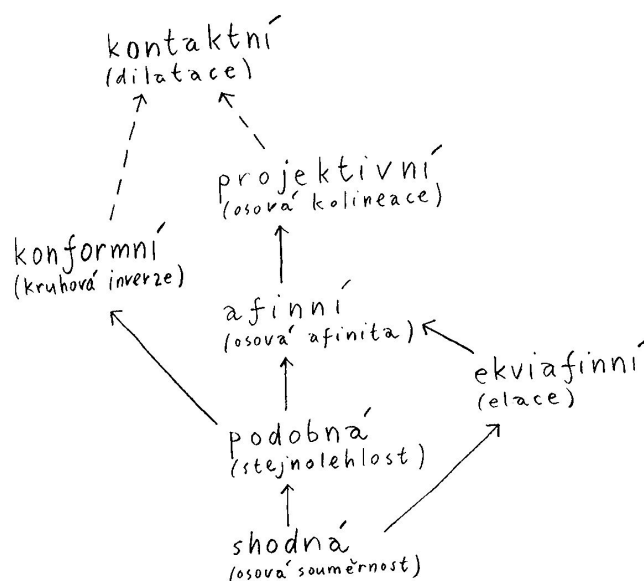 kontaktní
(dilatace)
projektivní
(osová kolineace)
konformní
(kruhová inverze)
afinní
(osová afinita)
ekviafinní
(elace)
podobná
(stejnolehlost)
shodná
(osová souměrnost)